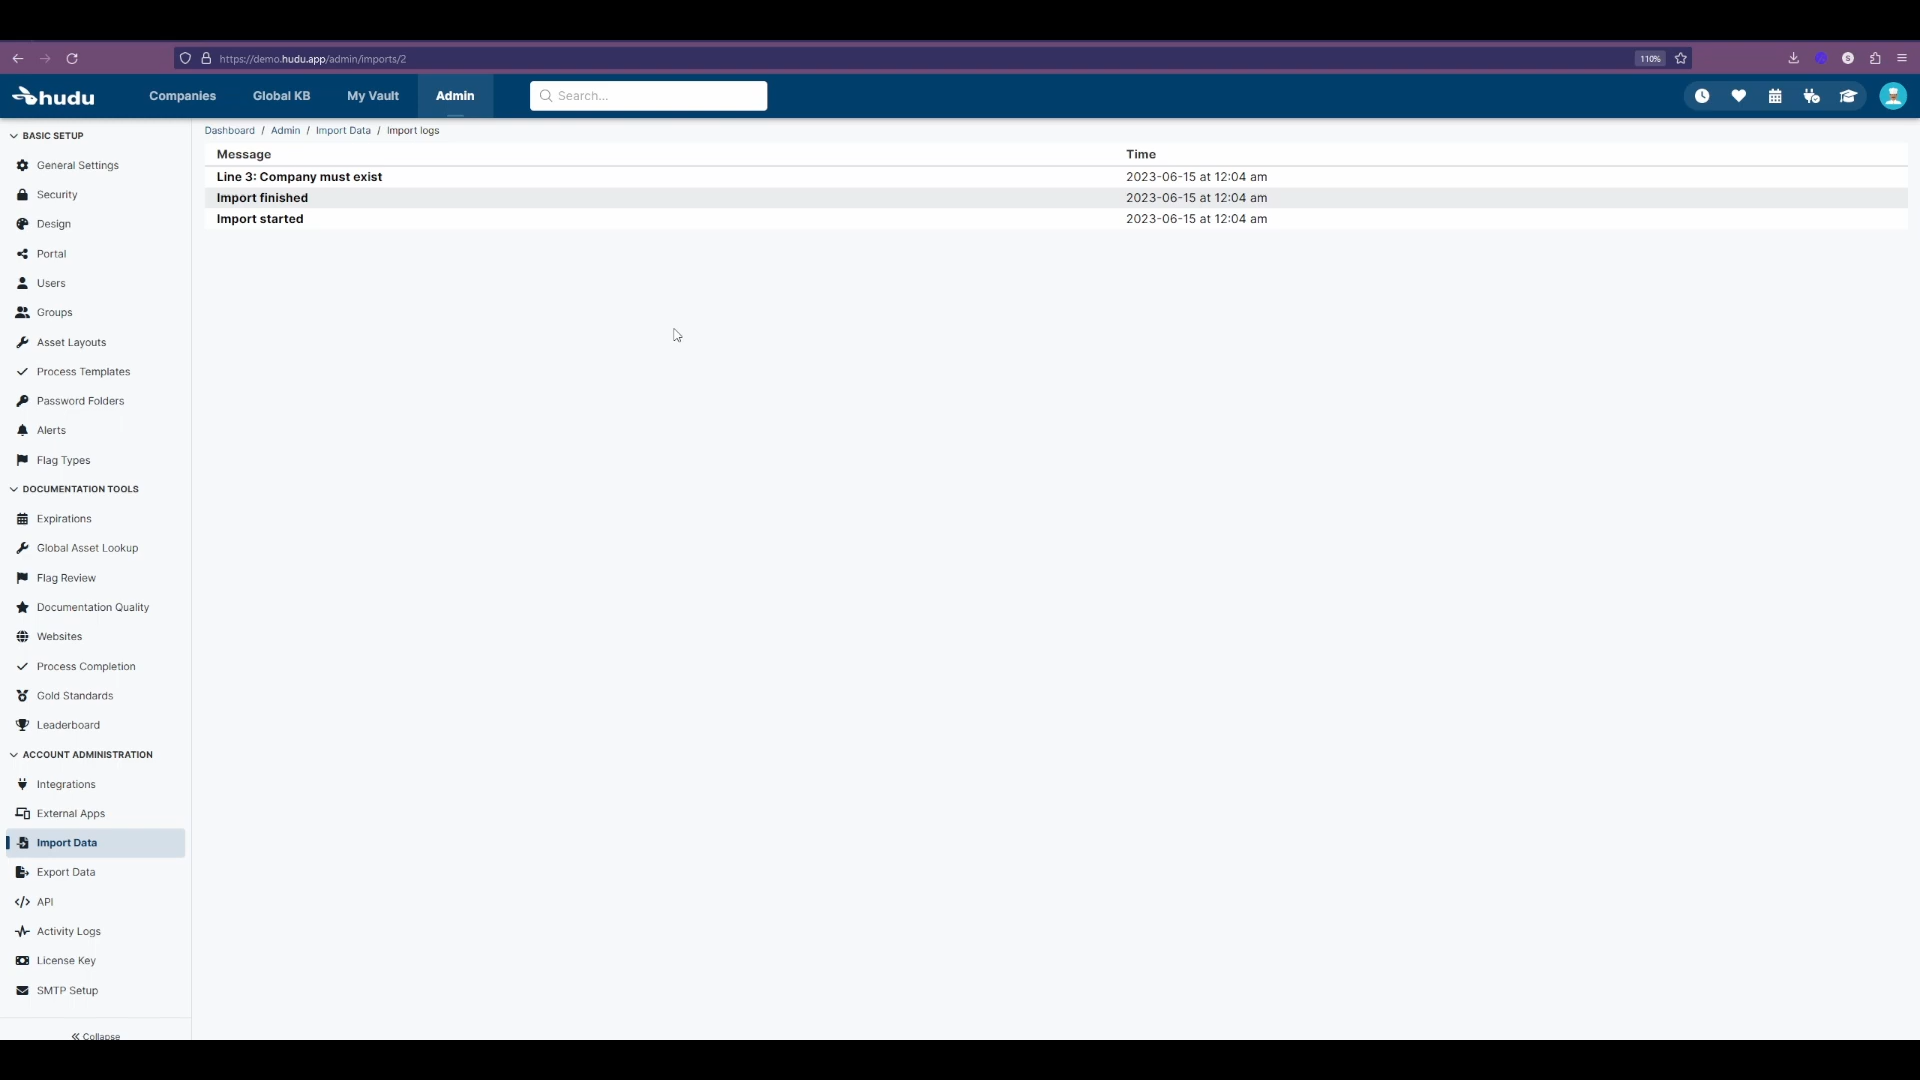 https://demo.hudu.app/admin/imports/2
110%
hudu
Companies
Global KB
My Vault
Admin
Search...
BASIC SETUP
General Settings
Security
Design
Portal
Users
Groups
Asset Layouts
Process Templates
Password Folders
Alerts
Flag Types
DOCUMENTATION TOOLS
Expirations
Global Asset Lookup
Flag Review
Documentation Quality
Websites
Process Completion
Gold Standards
Leaderboard
ACCOUNT ADMINISTRATION
Integrations
External Apps
Import Data
Export Data
API
Activity Logs
License Key
SMTP Setup
Collapse
Dashboard / Admin / Import Data / Import logs
Message Time
Line 3: Company must exist 2023-06-15 at 12:04 am
Import finished 2023-06-15 at 12:04 am
Import started 2023-06-15 at 12:04 am